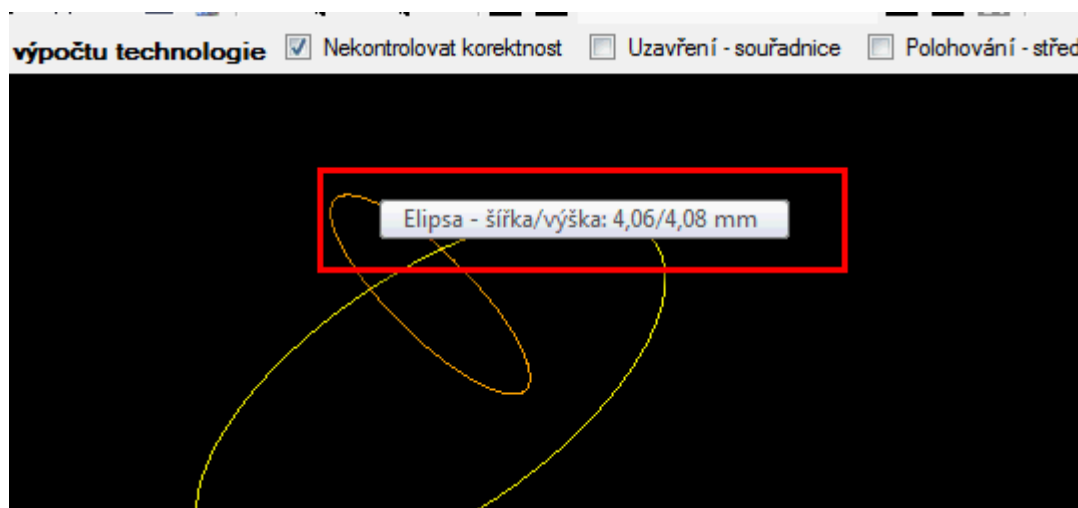 výpočtu technologie Nekontrolovat korektnost Uzavření - souřadnice Polohování - střed
Elipsa - šířka/výška: 4,06/4,08 mm